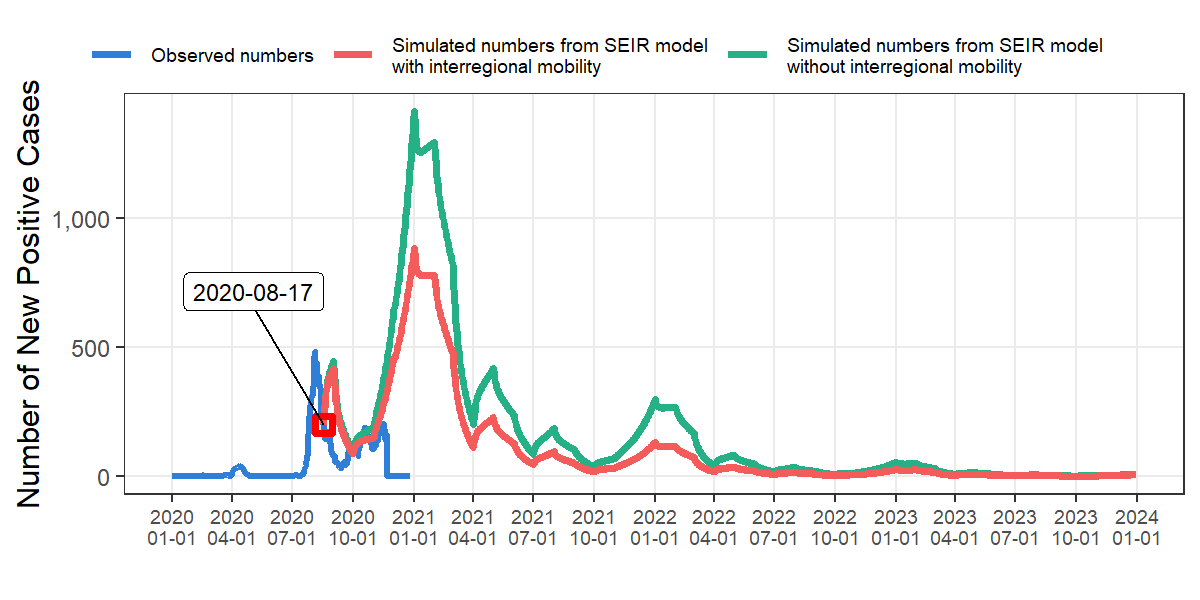 Observed numbers
Simulated numbers from SEIR model
with interregional mobility
Simulated numbers from SEIR model
without interregional mobility
Number of New Positive Cases
1,000
500
0
2020-08-17
2020 2020 2020 2020 2021 2021 2021 2021 2022 2022 2022 2022 2023 2023 2023 2023 2024
01-01 04-01 07-01 10-01 01-01 04-01 07-01 10-01 01-01 04-01 07-01 10-01 01-01 04-01 07-01 10-01 01-01